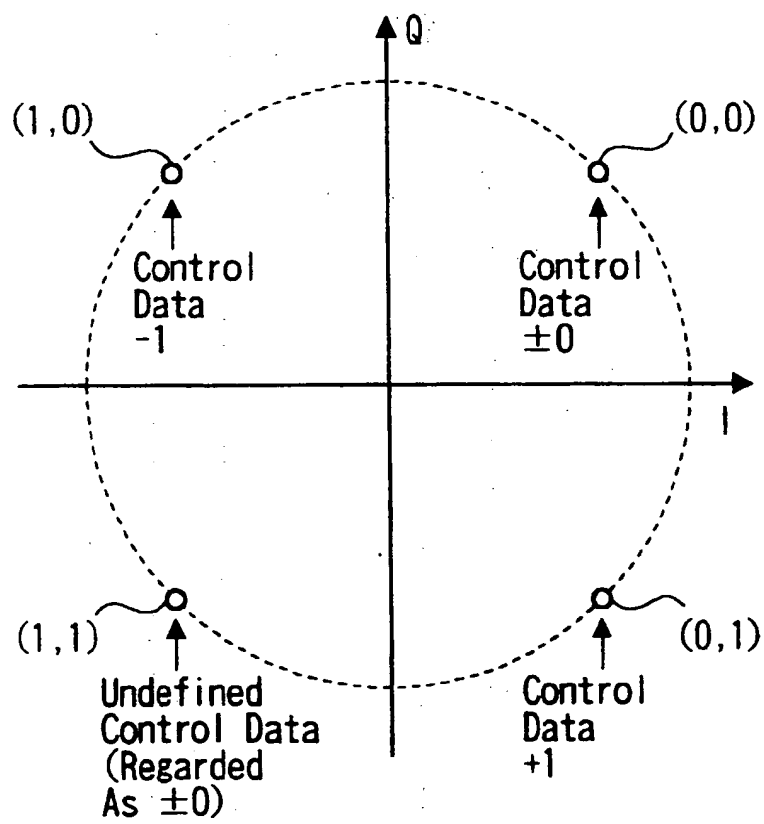 Q
(1,0)
(0,0)
Control
Data
-1
Control
Data
±0
I
(1,1)
(0,1)
Undefined
Control Data
(Regarded
As ±0)
Control
Data
+1